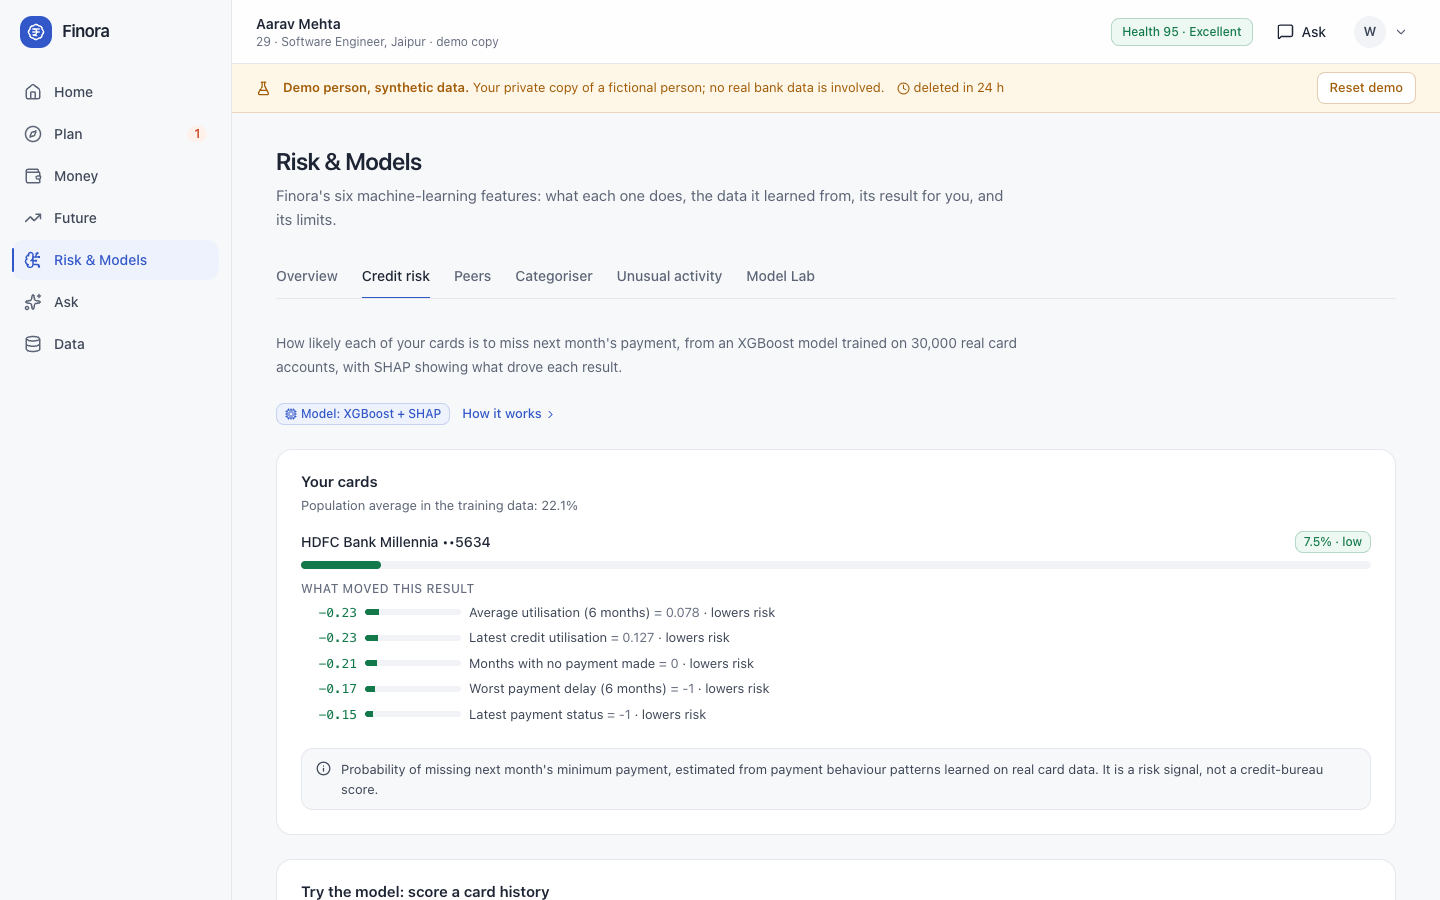 Finora
Home
Plan 1
Money
Future
Risk & Models
Ask
Data
Aarav Mehta
29 · Software Engineer, Jaipur · demo copy
Health 95 · Excellent
Ask
W
Demo person, synthetic data. Your private copy of a fictional person; no real bank data is involved. deleted in 24 h
Reset demo
Risk & Models
Finora's six machine-learning features: what each one does, the data it learned from, its result for you, and
its limits.
Overview Credit risk Peers Categoriser Unusual activity Model Lab
How likely each of your cards is to miss next month's payment, from an XGBoost model trained on 30,000 real card
accounts, with SHAP showing what drove each result.
Model: XGBoost + SHAP How it works >
Your cards
Population average in the training data: 22.1%
HDFC Bank Millennia ••5634 7.5% · low
WHAT MOVED THIS RESULT
−0.23 Average utilisation (6 months) = 0.078 · lowers risk
−0.23 Latest credit utilisation = 0.127 · lowers risk
−0.21 Months with no payment made = 0 · lowers risk
−0.17 Worst payment delay (6 months) = -1 · lowers risk
−0.15 Latest payment status = -1 · lowers risk
Probability of missing next month's minimum payment, estimated from payment behaviour patterns learned on real card data. It is a risk signal, not a credit-bureau
score.
Try the model: score a card history